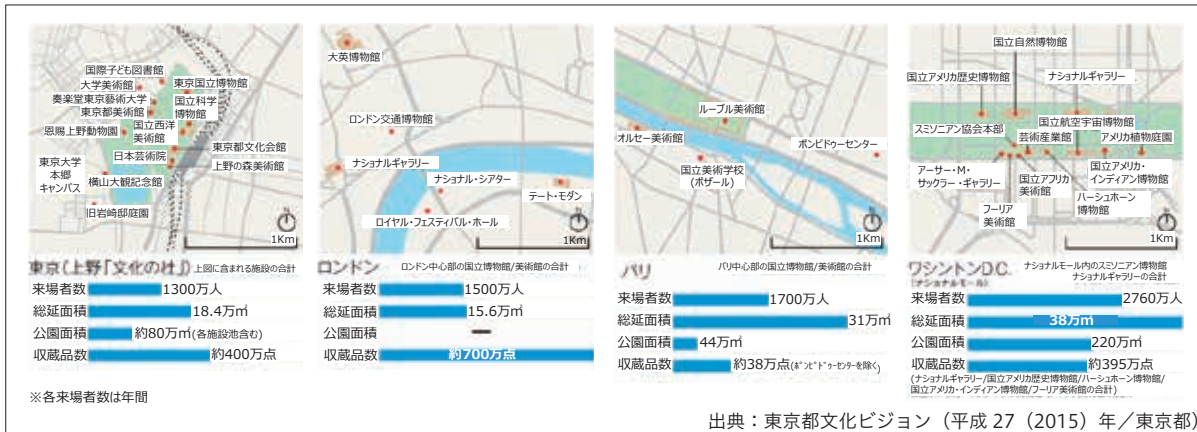 国際子ども図書館
大学美術館
奏楽堂東京藝術大学
東京都美術館
恩賜上野動物園
東京国立博物館
国立科学
博物館
国立西洋
美術館
日本芸術院
東京都文化会館
上野の森美術館
東京大学
本郷
キャンパス
横山大観記念館
旧岩崎邸庭園
1Km
東京(上野「文化の杜」) 上図に含まれる施設の合計
来場者数 1300万人
総延面積 18.4万㎡
公園面積 約80万㎡(各施設池含む)
収蔵品数 約400万点
大英博物館
ロンドン交通博物館
ナショナルギャラリー
ナショナル・シアター
テート・モダン
ロイヤル・フェスティバル・ホール
1Km
ロンドン ロンドン中心部の国立博物館/美術館の合計
来場者数 1500万人
総延面積 15.6万㎡
公園面積 ー
収蔵品数 約700万点
ルーブル美術館
オルセー美術館
ポンピドゥーセンター
国立美術学校
(ボザール)
1Km
パリ パリ中心部の国立博物館/美術館の合計
来場者数 1700万人
総延面積 31万㎡
公園面積 44万㎡
収蔵品数 約38万点(ポンピドゥーセンターを除く)
国立自然博物館
国立アメリカ歴史博物館
ナショナルギャラリー
スミソニアン協会本部
国立航空宇宙博物館
芸術産業館
アメリカ植物庭園
アーサー・M・
サックラー・ギャラリー
国立アフリカ
美術館
国立アメリカ・
インディアン博物館
フーリア
美術館
ハーシュホーン
博物館
1Km
ワシントンD.C. ナショナルモール内のスミソニアン博物館
(ナショナルモール) ナショナルギャラリーの合計
来場者数 2760万人
総延面積 38万㎡
公園面積 220万㎡
収蔵品数 約395万点
(ナショナルギャラリー/国立アメリカ歴史博物館/ハーシュホーン博物館/
国立アメリカ・インディアン博物館/フーリア美術館の合計)
※各来場者数は年間
出典:東京都文化ビジョン(平成 27(2015)年/東京都)